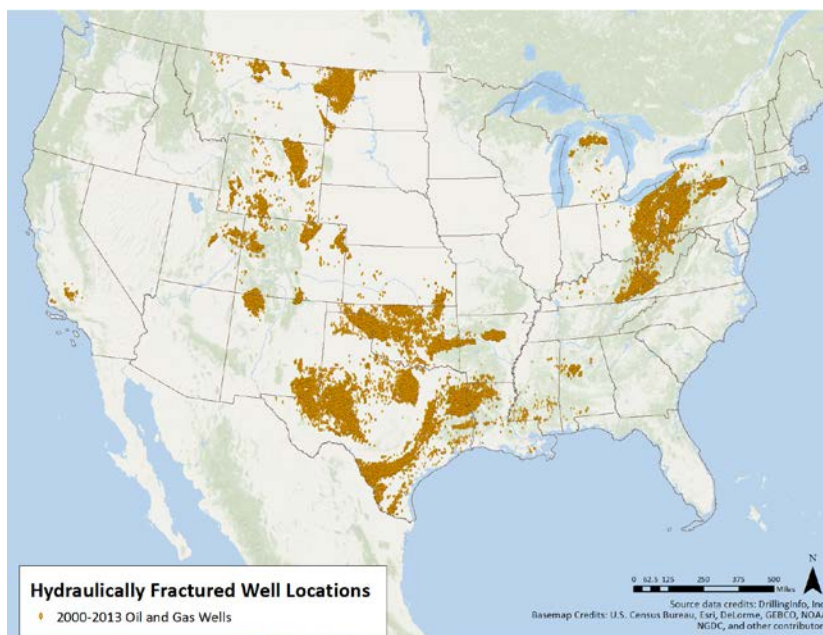 N
0 62.5 125 250 375 500
Miles
Hydraulically Fractured Well Locations
2000-2013 Oil and Gas Wells
Source data credits: DrillingInfo, Inc
Basemap Credits: U.S. Census Bureau, Esri, DeLorme, GEBCO, NOAA
NGDC, and other contributor